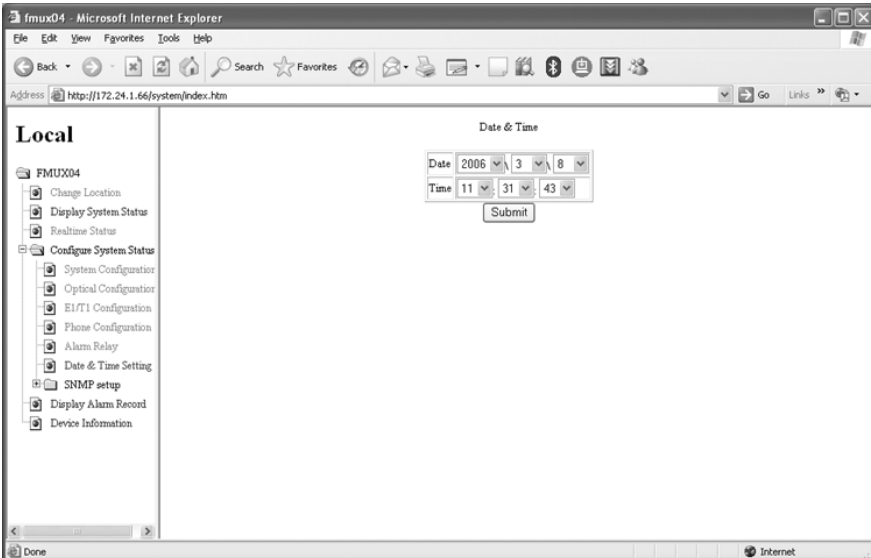 fmux04 - Microsoft Internet Explorer
File Edit View Favorites Tools Help
Back Search Favorites
Address http://172.24.1.66/system/index.htm Go Links »
Local
FMUX04
Change Location
Display System Status
Realtime Status
Configure System Status
System Configuration
Optical Configuration
E1/T1 Configuration
Phone Configuration
Alarm Relay
Date & Time Setting
SNMP setup
Display Alarm Record
Device Information
Date & Time
Date 2006 \ 3 \ 8
Time 11 : 31 : 43
Submit
Done Internet